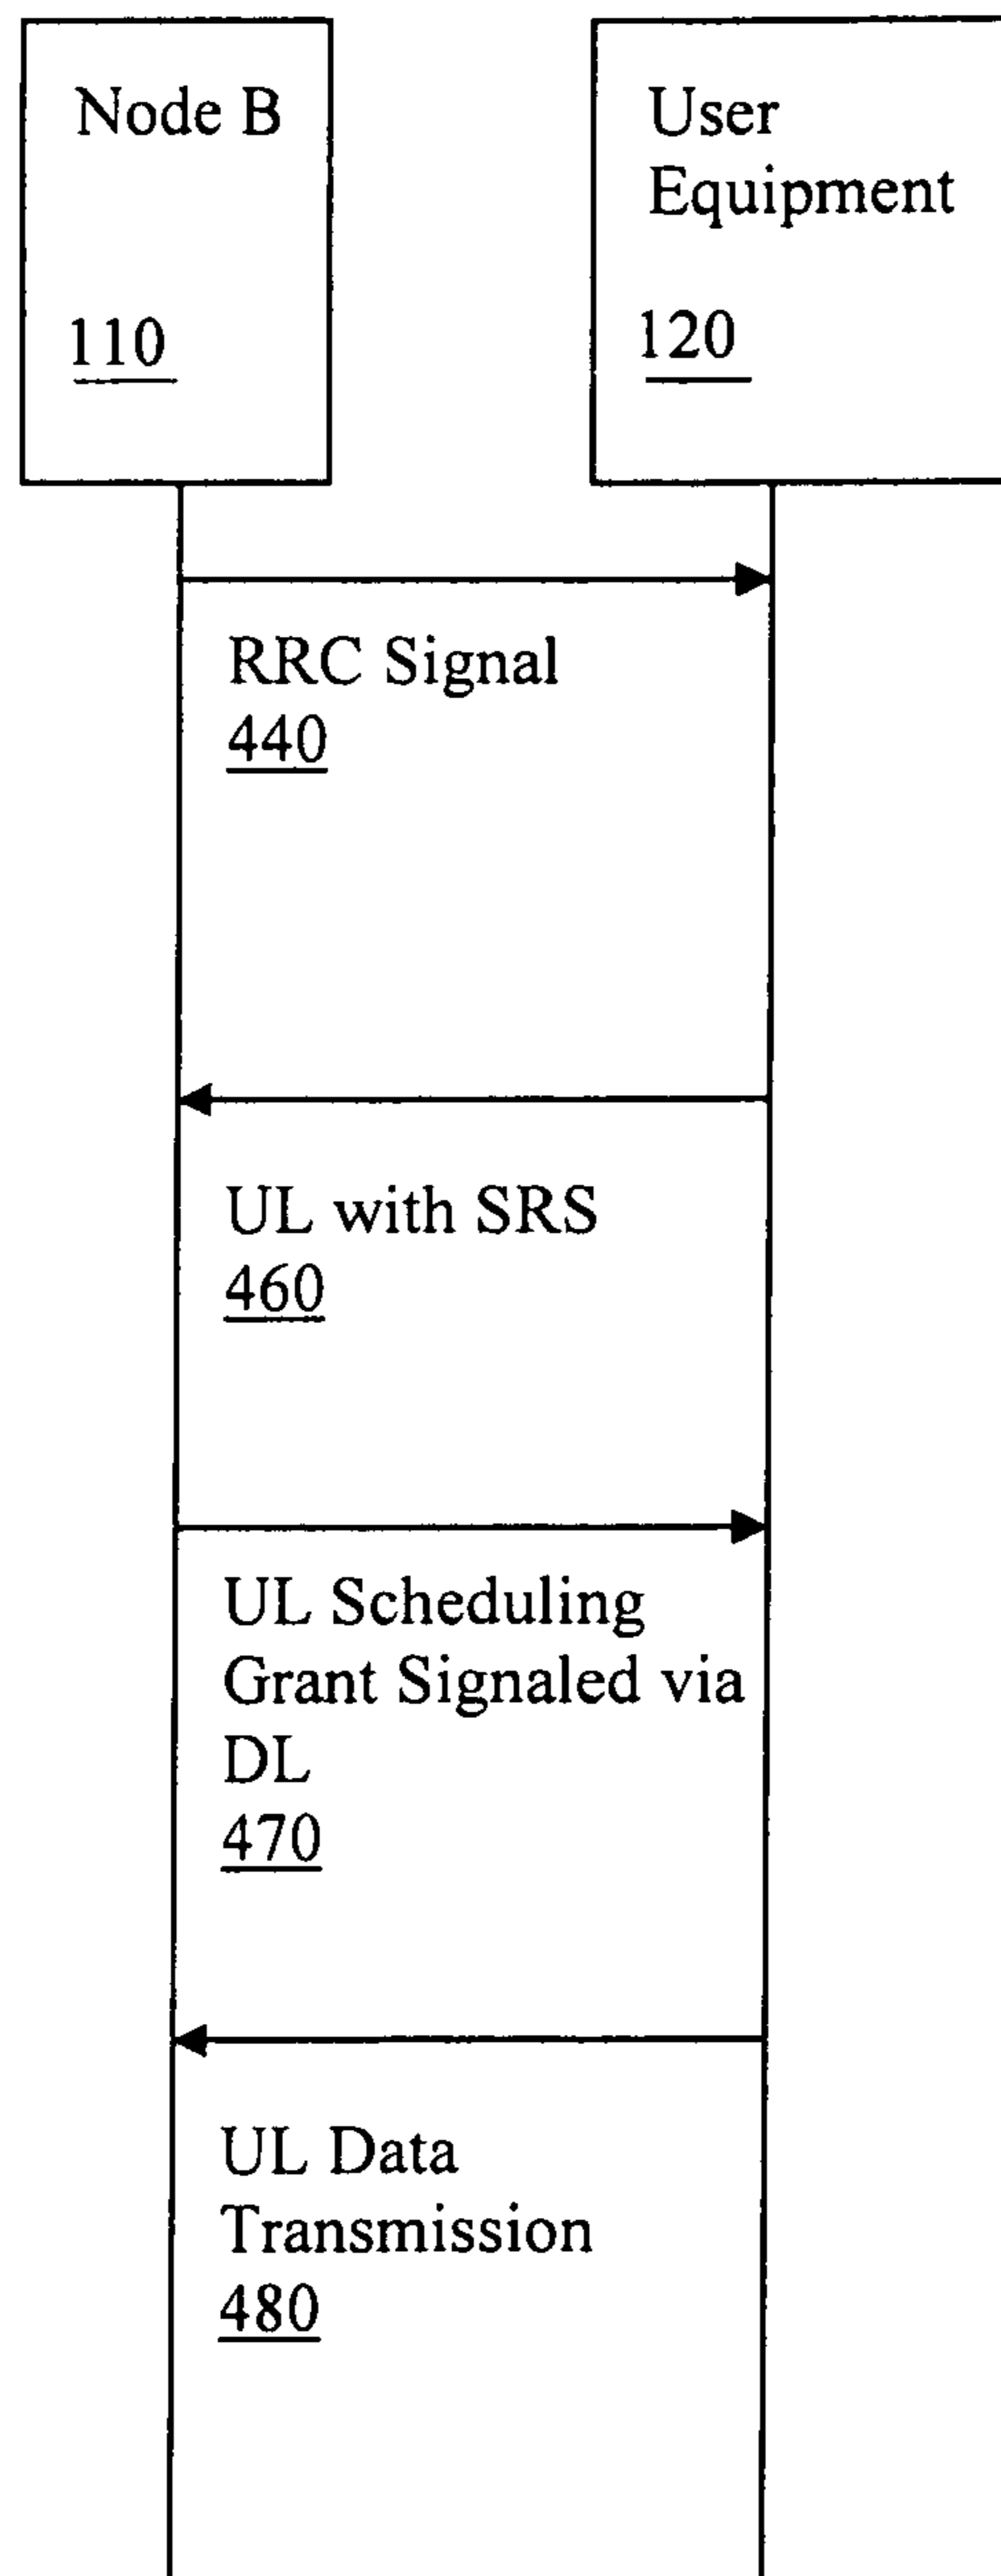 Node B
110
User
Equipment
120
RRC Signal
440
UL with SRS
460
UL Scheduling
Grant Signaled via
DL
470
UL Data
Transmission
480